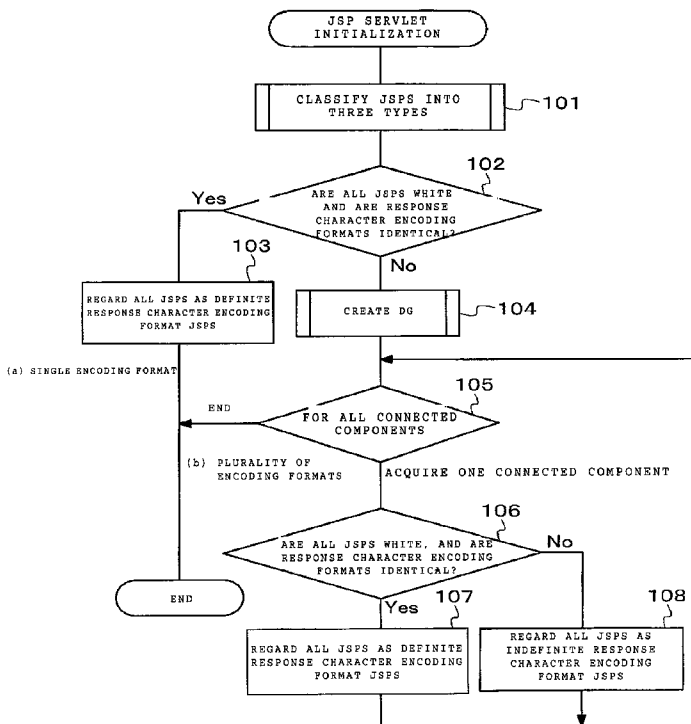 JSP SERVLET
INITIALIZATION
CLASSIFY JSPS INTO
THREE TYPES
101
102
ARE ALL JSPS WHITE
AND ARE RESPONSE
CHARACTER ENCODING
FORMATS IDENTICAL?
Yes
No
103
REGARD ALL JSPS AS DEFINITE
RESPONSE CHARACTER ENCODING
FORMAT JSPS
CREATE DG
104
(a) SINGLE ENCODING FORMAT
105
END
FOR ALL CONNECTED
COMPONENTS
(b) PLURALITY OF
ENCODING FORMATS
ACQUIRE ONE CONNECTED COMPONENT
106
ARE ALL JSPS WHITE, AND ARE
RESPONSE CHARACTER ENCODING
FORMATS IDENTICAL?
No
END
Yes
107
108
REGARD ALL JSPS AS DEFINITE
RESPONSE CHARACTER ENCODING
FORMAT JSPS
REGARD ALL JSPS AS
INDEFINITE RESPONSE
CHARACTER ENCODING
FORMAT JSPS